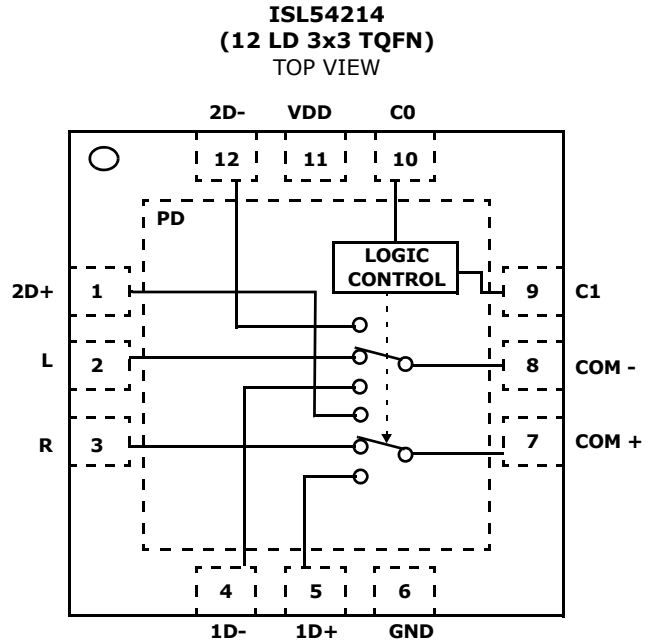 ISL54214
(12 LD 3x3 TQFN)
TOP VIEW
2D- VDD C0
12 11 10
PD
LOGIC
CONTROL
2D+ 1 9 C1
L 2 8 COM -
R 3 7 COM +
4 5 6
1D- 1D+ GND